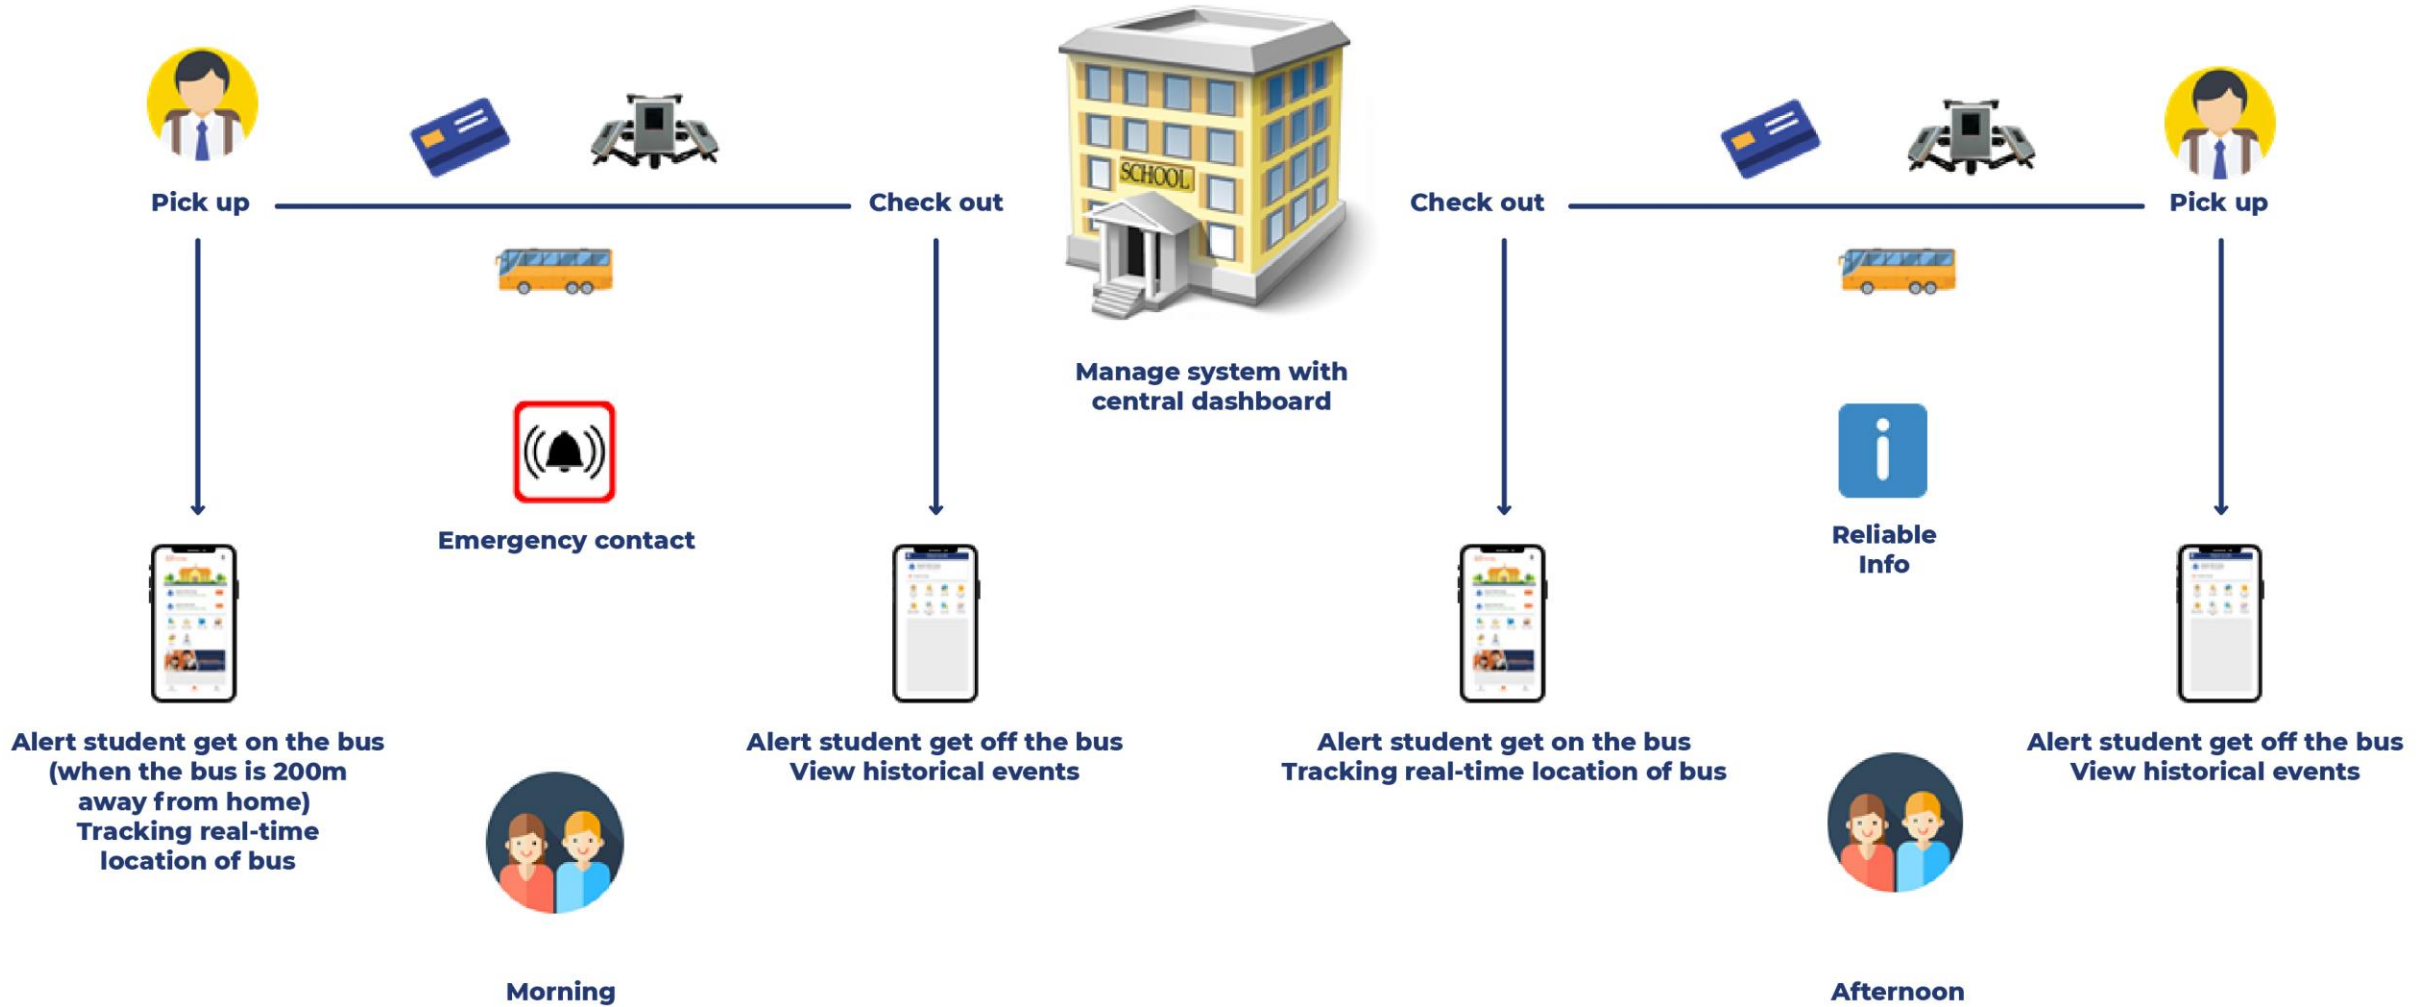 SCHOOL
Pick up
Check out
Check out
Pick up
Manage system with
central dashboard
Emergency contact
Reliable
Info
Alert student get on the bus
(when the bus is 200m
away from home)
Tracking real-time
location of bus
Alert student get off the bus
View historical events
Alert student get on the bus
Tracking real-time location of bus
Alert student get off the bus
View historical events
Morning
Afternoon